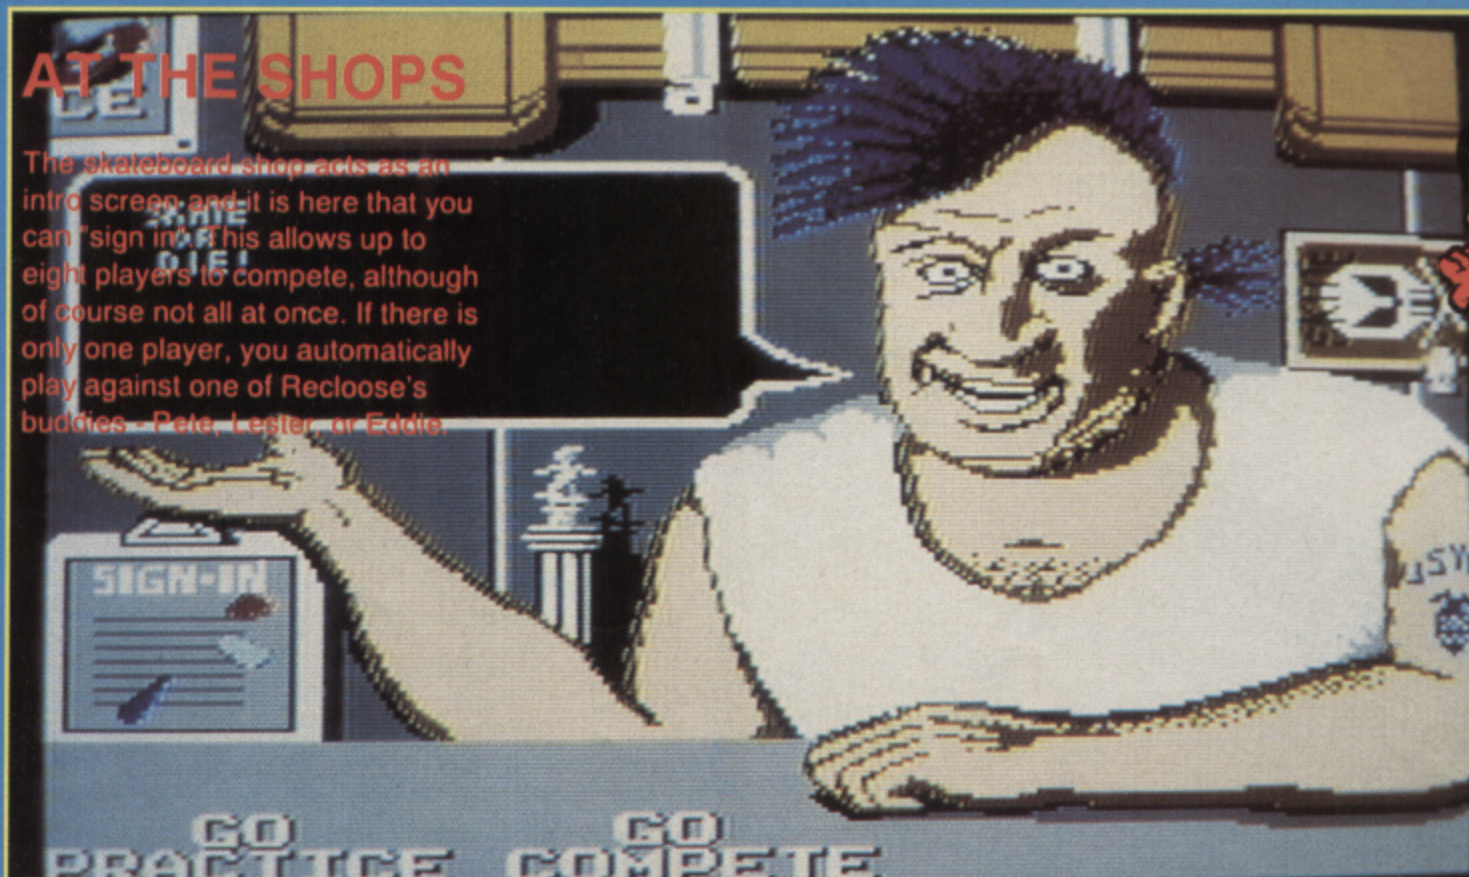 AT THE SHOPS
CE
The skateboard shop acts as an
intro screen and it is here that you
can "sign in". This allows up to
eight players to compete, although
of course not all at once. If there is
only one player, you automatically
play against one of Recloose's
buddies - Pete, Lester, or Eddie.
SKATE
OR
DIE!
SIGN-IN
GO
PRACTICE
GO
COMPETE